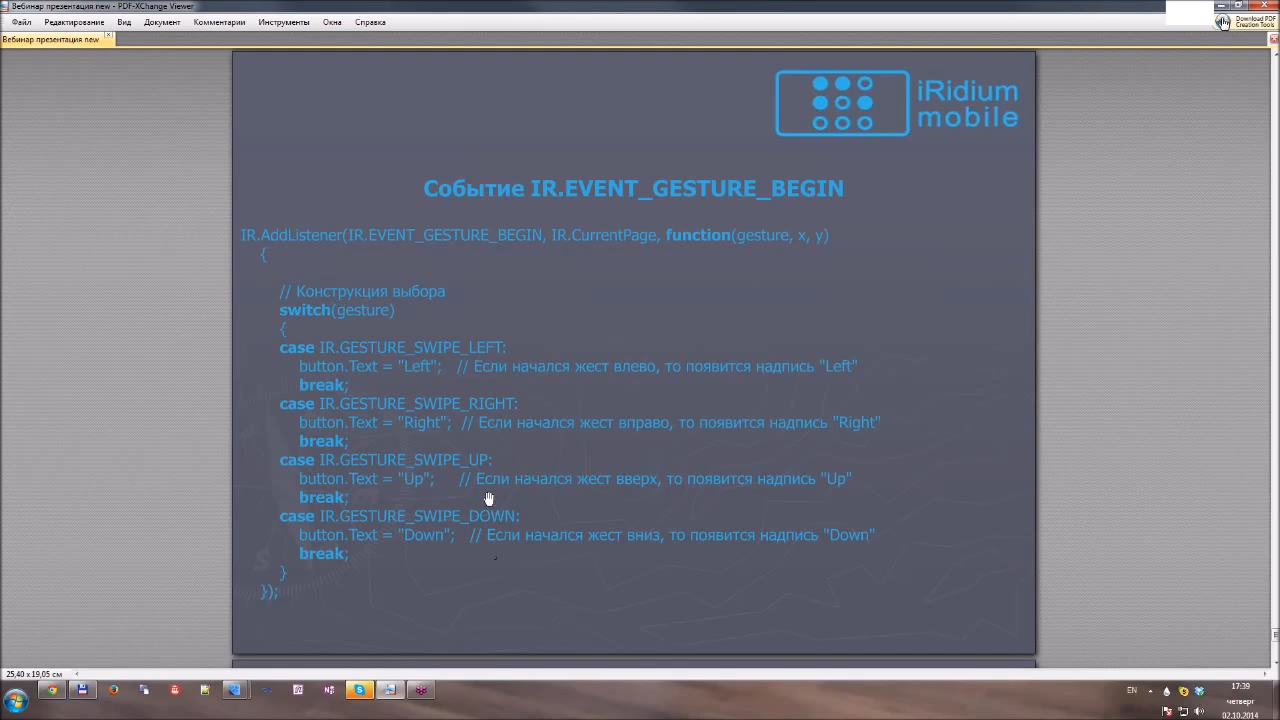 Вебинар презентация new - PDF-XChange Viewer
Файл Редактирование Вид Документ Комментарии Инструменты Окна Справка
Download PDF
Creation Tools
Вебинар презентация new
iRidium
mobile
Событие IR.EVENT_GESTURE_BEGIN
IR.AddListener(IR.EVENT_GESTURE_BEGIN, IR.CurrentPage, function(gesture, x, y)
{
// Конструкция выбора
switch(gesture)
{
case IR.GESTURE_SWIPE_LEFT:
button.Text = "Left"; // Если начался жест влево, то появится надпись "Left"
break;
case IR.GESTURE_SWIPE_RIGHT:
button.Text = "Right"; // Если начался жест вправо, то появится надпись "Right"
break;
case IR.GESTURE_SWIPE_UP:
button.Text = "Up"; // Если начался жест вверх, то появится надпись "Up"
break;
case IR.GESTURE_SWIPE_DOWN:
button.Text = "Down"; // Если начался жест вниз, то появится надпись "Down"
break;
}
});
25,40 x 19,05 см
EN
17:39
четверг
02.10.2014